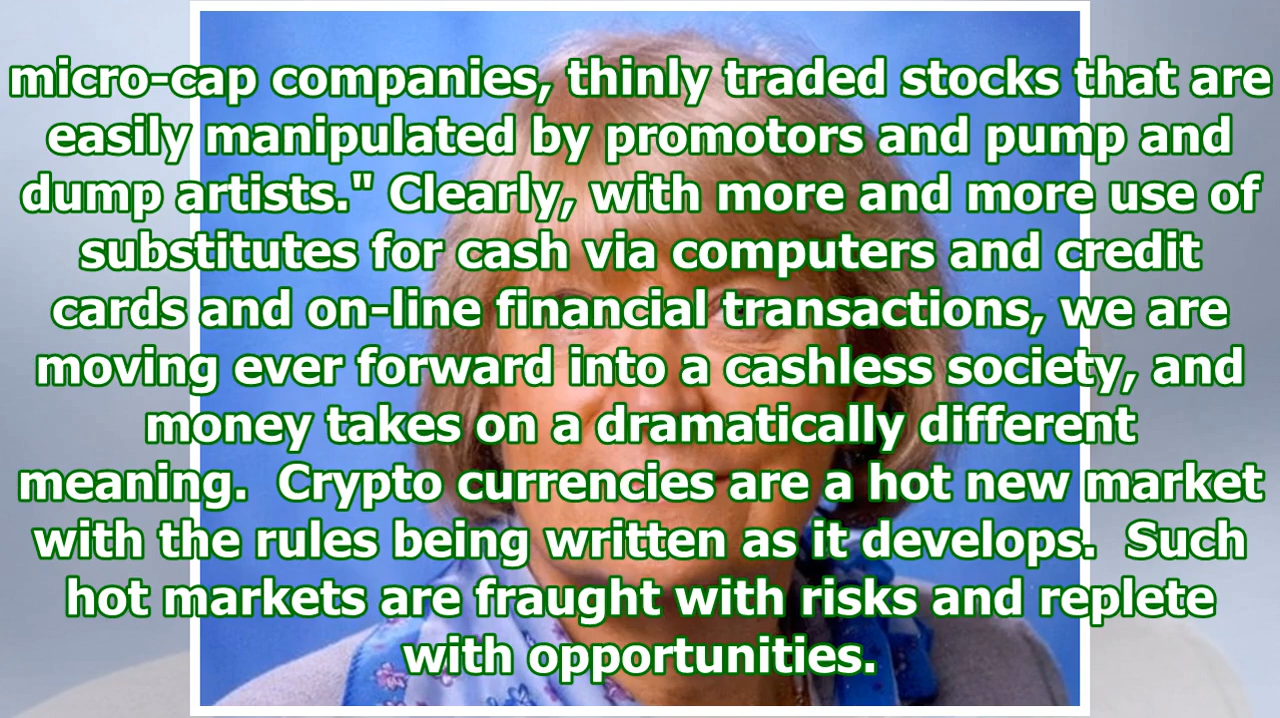 micro-cap companies, thinly traded stocks that are
easily manipulated by promotors and pump and
dump artists." Clearly, with more and more use of
substitutes for cash via computers and credit
cards and on-line financial transactions, we are
moving ever forward into a cashless society, and
money takes on a dramatically different
meaning.  Crypto currencies are a hot new market
with the rules being written as it develops.  Such
hot markets are fraught with risks and replete
with opportunities.